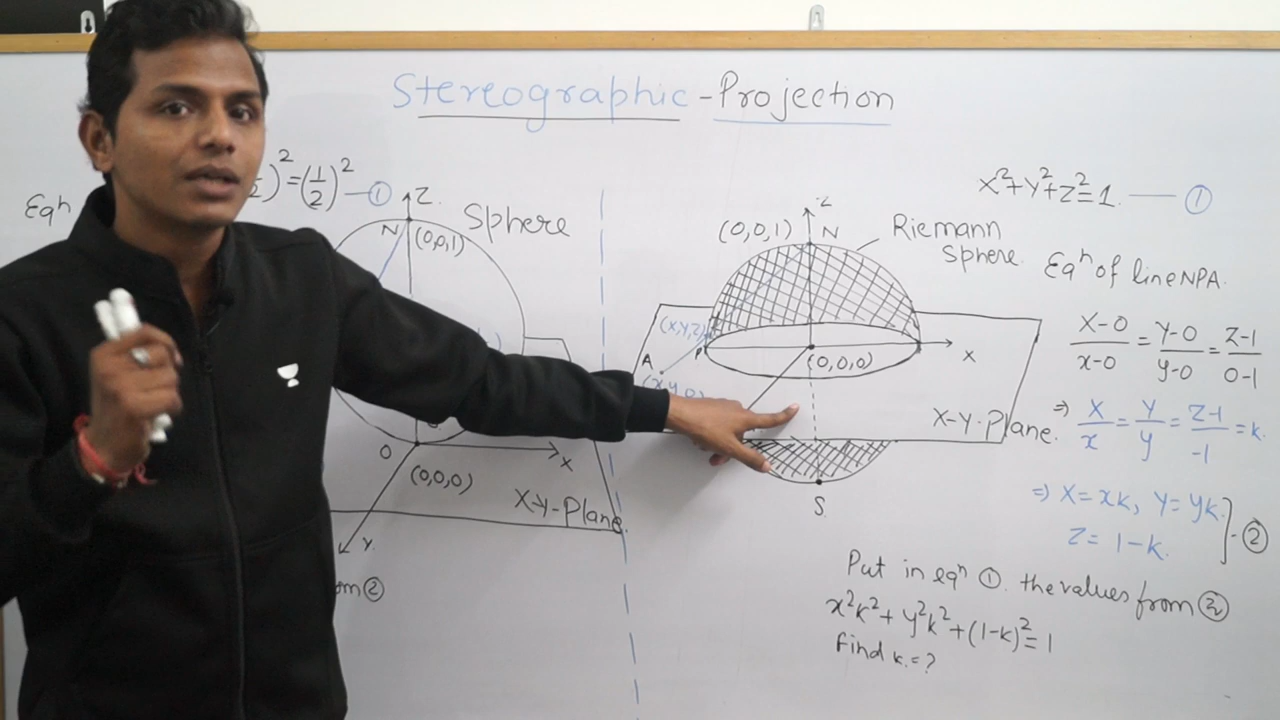 Stereographic - Projection
Eqⁿ
)² = (1/2)² — ①
Z
N
(0,0,1)
Sphere
O
(0,0,0)
X
Y
X-Y-Plane
om ②
X²+Y²+Z²=1. — ①
Z
(0,0,1) N
Riemann
Sphere.
(X,Y,Z)
P
A
(x,y,0)
(0,0,0)
X
X-Y-Plane.
S
Eqⁿ of line NPA.
X-0/x-0 = Y-0/y-0 = Z-1/0-1
⇒ X/x = Y/y = Z-1/-1 = k.
⇒ X = xk, Y = yk.
Z = 1-k. } - ②
Put in eqⁿ ①. the values from ②
x²k² + y²k² + (1-k)² = 1
find k = ?